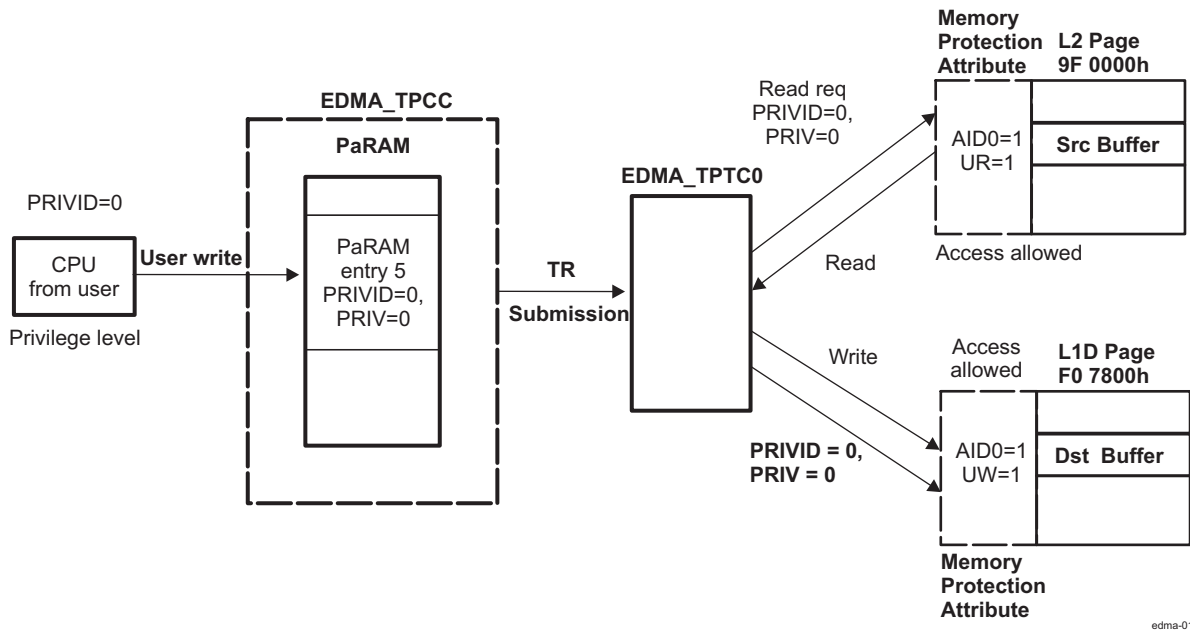 PRIVID=0
CPU
from user
Privilege level
User write
EDMA_TPCC
PaRAM
PaRAM
entry 5
PRIVID=0,
PRIV=0
TR
Submission
EDMA_TPTC0
Read req
PRIVID=0,
PRIV=0
Read
Memory
Protection
Attribute
L2 Page
9F 0000h
AID0=1
UR=1
Src Buffer
Access allowed
Write
PRIVID = 0,
PRIV = 0
Access
allowed
L1D Page
F0 7800h
AID0=1
UW=1
Dst Buffer
Memory
Protection
Attribute